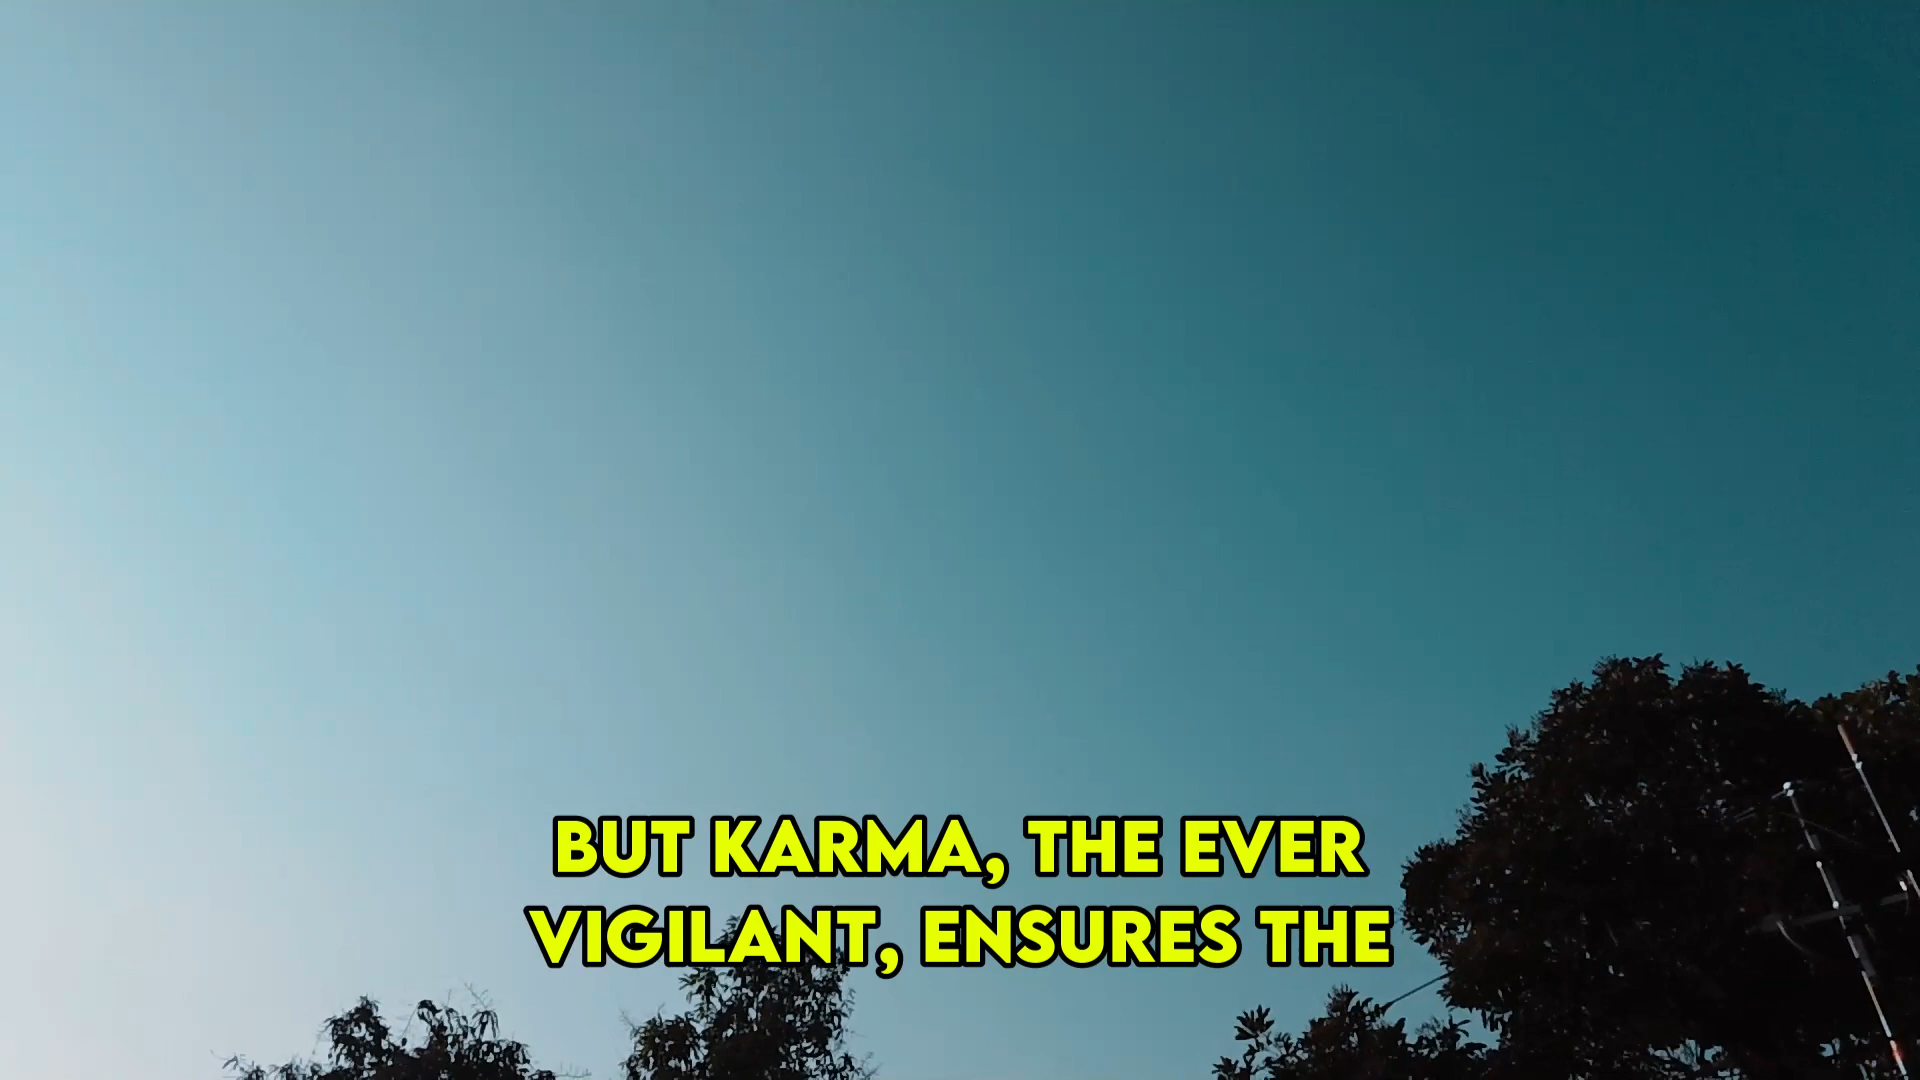 BUT KARMA, THE EVER
VIGILANT, ENSURES THE